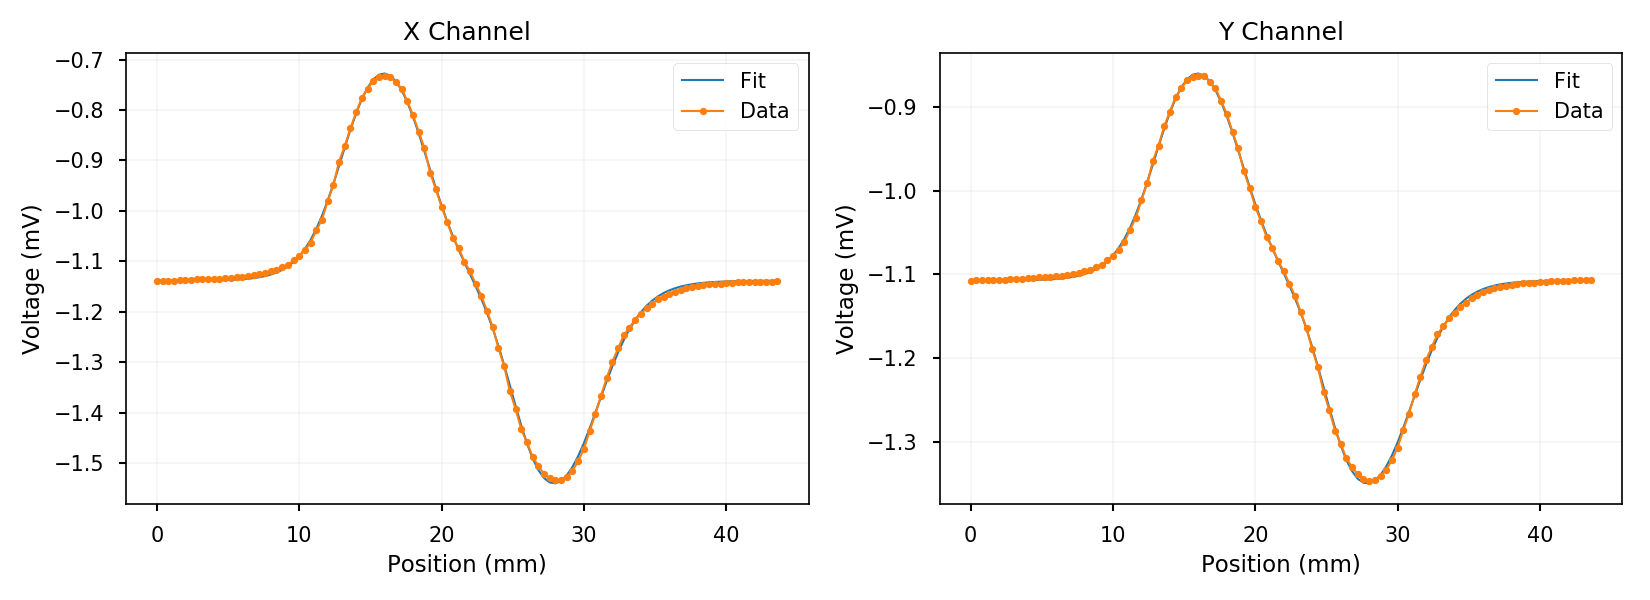 X Channel
Voltage (mV)
−0.7
−0.8
−0.9
−1.0
−1.1
−1.2
−1.3
−1.4
−1.5
Fit
Data
0 10 20 30 40
Position (mm)
Y Channel
Voltage (mV)
−0.9
−1.0
−1.1
−1.2
−1.3
Fit
Data
0 10 20 30 40
Position (mm)